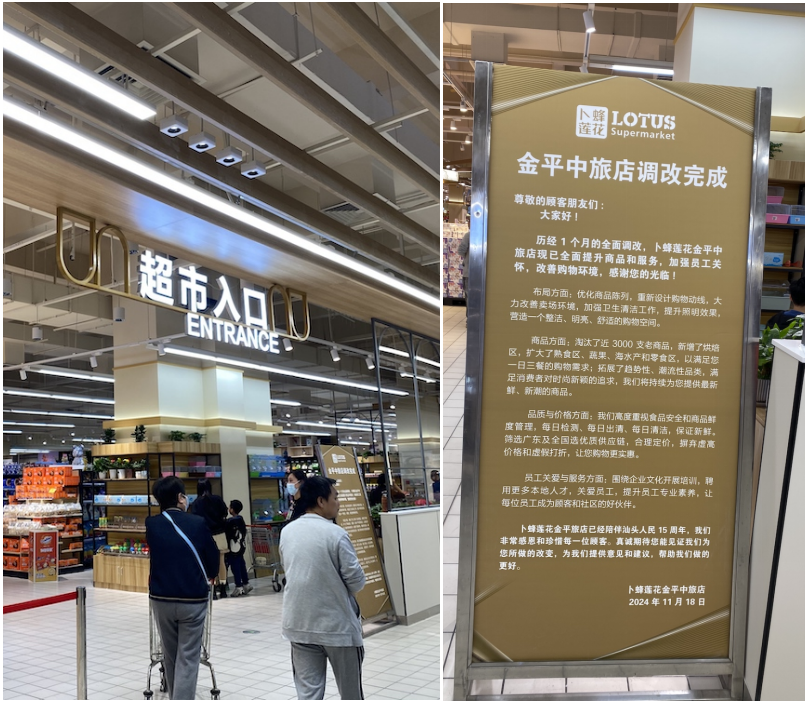 超市入口
ENTRANCE
金平中旅店调改完成
卜蜂
莲花
LOTUS
Supermarket
金平中旅店调改完成
尊敬的顾客朋友们：
大家好！
历经 1 个月的全面调改，卜蜂莲花金平中
旅店现已全面提升商品和服务，加强员工关
怀，改善购物环境，感谢您的光临！
布局方面：优化商品陈列，重新设计购物动线，大
力改善卖场环境，加强卫生清洁工作，提升照明效果，
营造一个整洁、明亮、舒适的购物空间。
商品方面：淘汰了近 3000 支老商品，新增了烘焙
区，扩大了熟食区、蔬果、海水产和零食区，以满足您
一日三餐的购物需求；拓展了趋势性、潮流性品类，满
足消费者对时尚新颖的追求，我们将持续为您提供最新
鲜、新潮的商品。
品质与价格方面：我们高度重视食品安全和商品鲜
度管理，每日检测、每日出清、每日清洁，保证新鲜，
筛选广东及全国选优质供应链，合理定价，摒弃虚高
价格和虚假打折，让您购物更实惠。
员工关爱与服务方面：围绕企业文化开展培训，聘
用更多本地人才，关爱员工，提升员工专业素养，让
每位员工成为顾客和社区的好伙伴。
卜蜂莲花金平店已经陪伴汕头人民 15 周年，我们
非常感恩和珍惜每一位顾客。真诚期待您能见证我们为
您所做的改变，为我们提供意见和建议，帮助我们做的
更好。
卜蜂莲花金平中旅店
2024 年 11 月 18 日